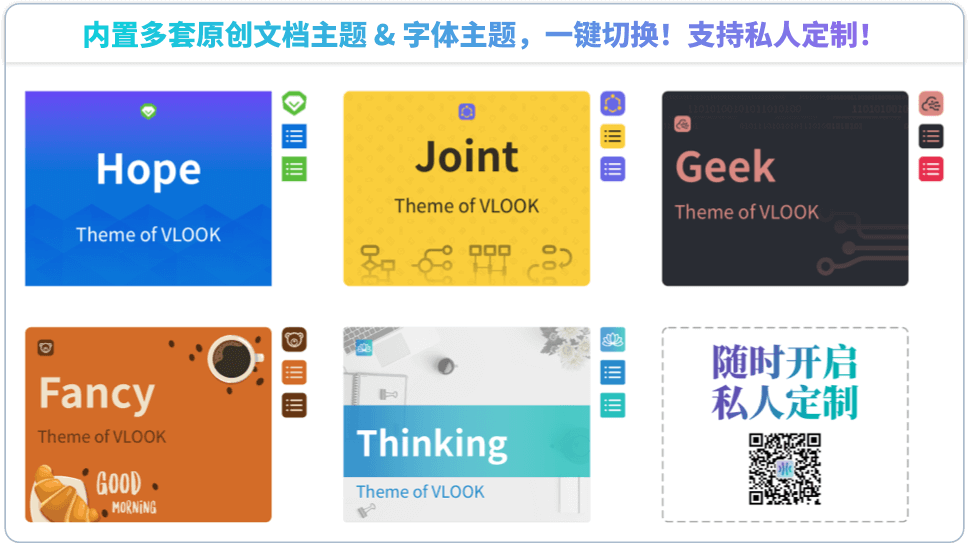 内置多套原创文档主题 & 字体主题，一键切换！支持私人定制！
Hope
Theme of VLOOK
Joint
Theme of VLOOK
Geek
Theme of VLOOK
Fancy
Theme of VLOOK
GOOD
MORNING
Thinking
Theme of VLOOK
随时开启
私人定制